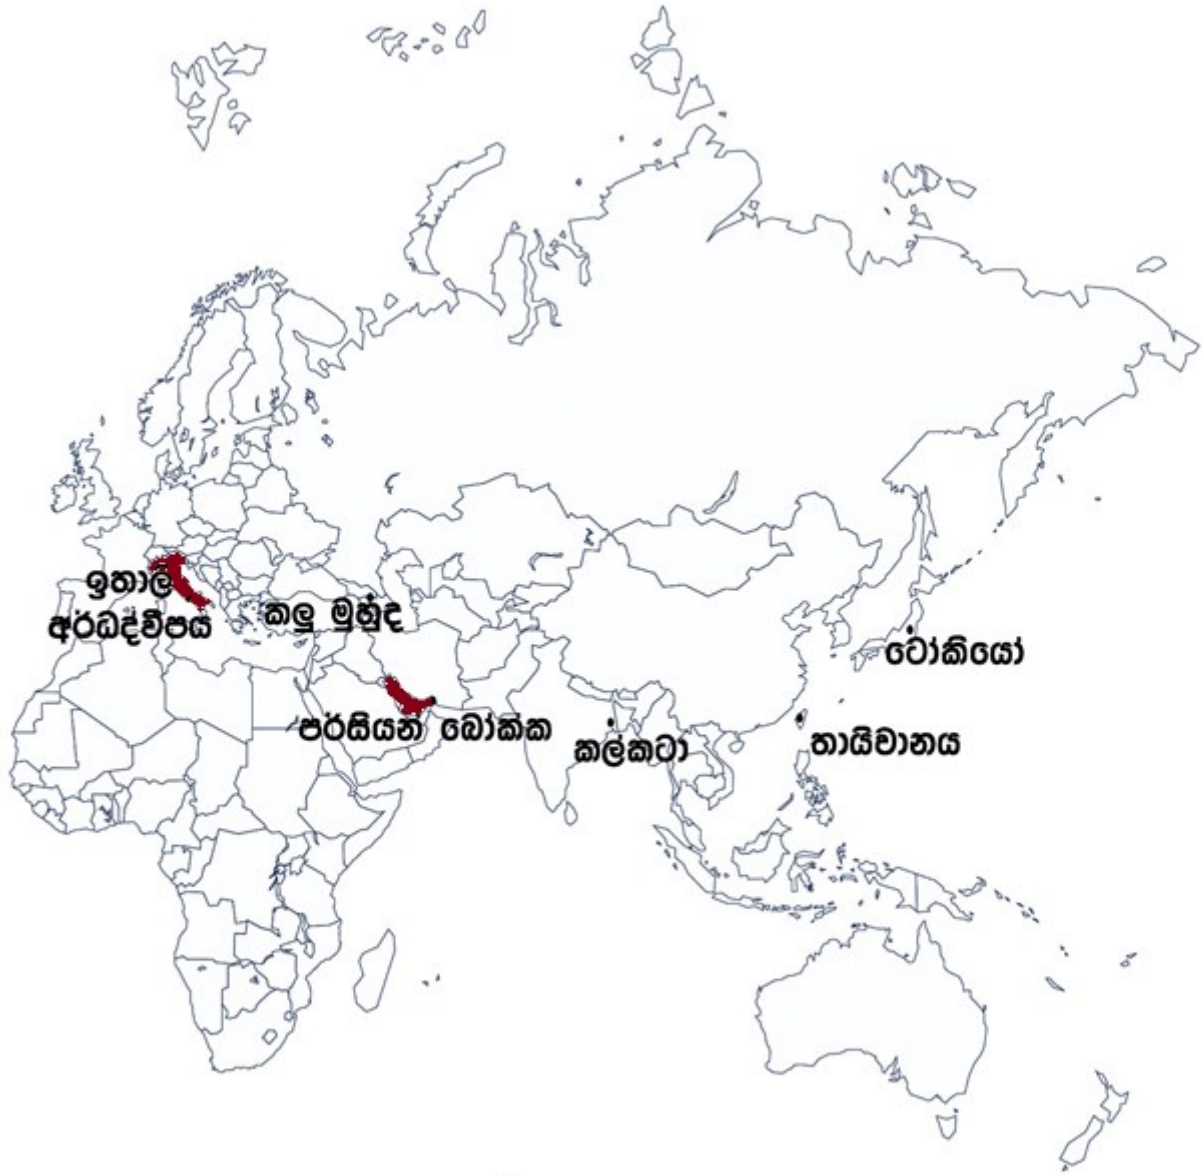 ඉතාලි
අර්ධද්වීපය
කලු මුහුද
ටෝකියෝ
පර්සියන් බෝක්ක
කල්කටා
තායිවානය